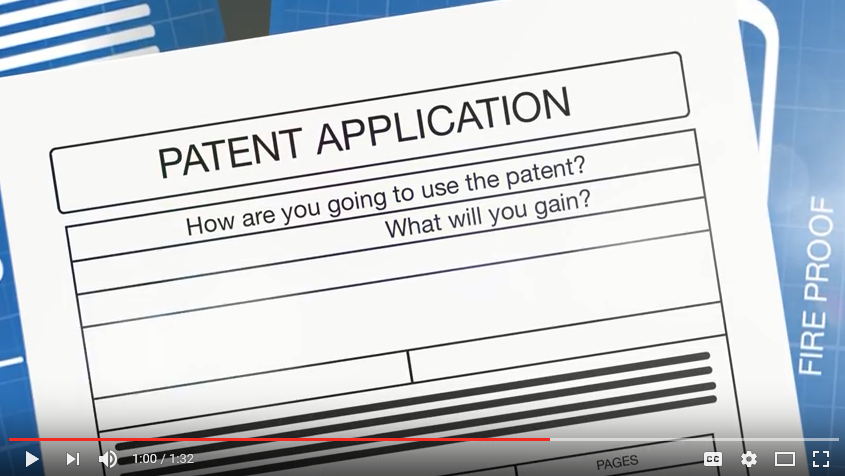 PATENT APPLICATION
How are you going to use the patent?
What will you gain?
FIRE PROOF
PAGES
1:00 / 1:32
CC